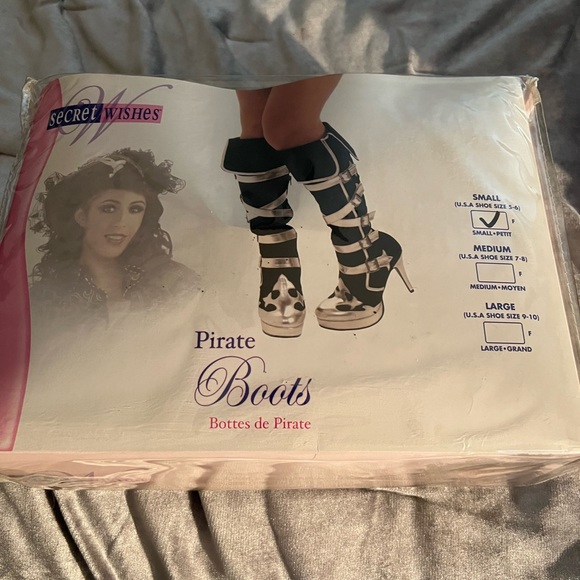 secret WISHES
W
SMALL
(U.S.A SHOE SIZE 5-6)
F
SMALL•PETIT
MEDIUM
(U.S.A SHOE SIZE 7-8)
F
MEDIUM•MOYEN
LARGE
(U.S.A SHOE SIZE 9-10)
F
LARGE•GRAND
Pirate
Boots
Bottes de Pirate